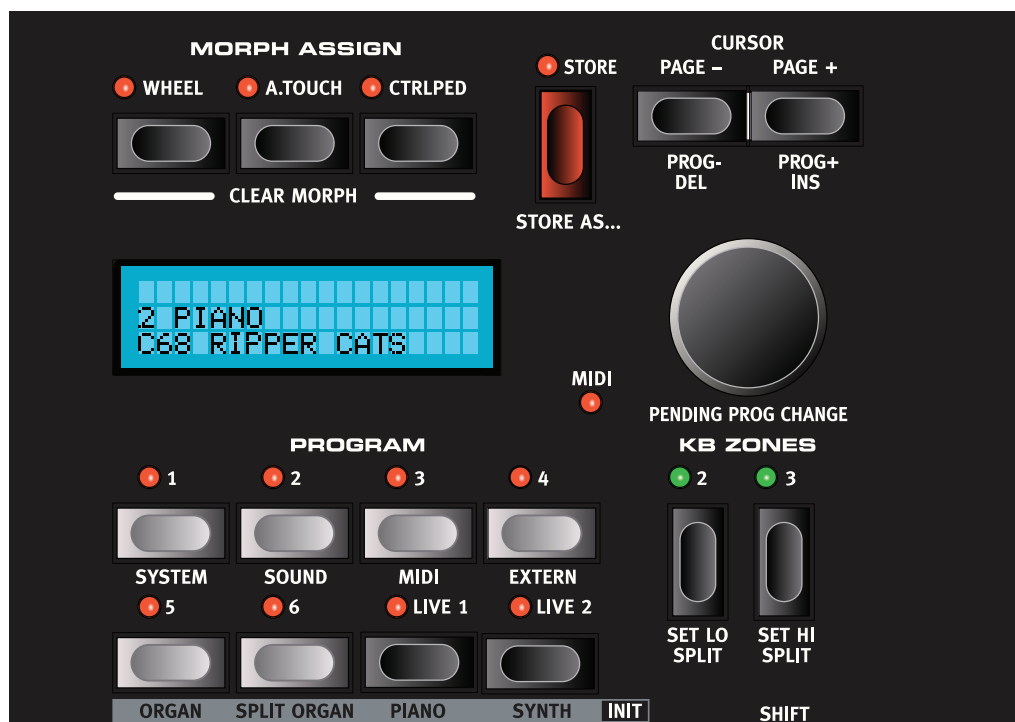 MORPH ASSIGN
WHEEL A.TOUCH CTRLPED
CLEAR MORPH
STORE
STORE AS...
CURSOR
PAGE – PAGE +
PROG- PROG+
DEL INS
2 PIANO
C68 RIPPER CATS
MIDI
PENDING PROG CHANGE
PROGRAM
1 2 3 4
SYSTEM SOUND MIDI EXTERN
5 6 LIVE 1 LIVE 2
ORGAN SPLIT ORGAN PIANO SYNTH INIT
KB ZONES
2 3
SET LO SET HI
SPLIT SPLIT
SHIFT